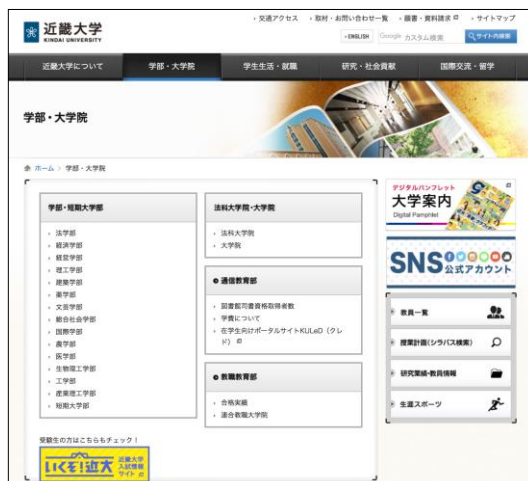 近畿大学
KINDAI UNIVERSITY
交通アクセス
取材・お問い合わせ一覧
願書・資料請求
サイトマップ
ENGLISH
Google カスタム検索
サイト内検索
近畿大学について
学部・大学院
学生生活・就職
研究・社会貢献
国際交流・留学
学部・大学院
ホーム > 学部・大学院
学部・短期大学部
法学部
経済学部
経営学部
理工学部
建築学部
薬学部
文芸学部
総合社会学部
国際学部
農学部
医学部
生物理工学部
工学部
産業理工学部
短期大学部
法科大学院・大学院
法科大学院
大学院
通信教育部
図書館司書資格取得者数
学費について
在学生向けポータルサイトKULeD（クレ
ド）
教職教育部
合格実績
連合教職大学院
受験生の方はこちらもチェック！
いくぞ!近大
近畿大学
入試情報
サイト
デジタルパンフレット
大学案内
Digital Pamphlet
SNS
公式アカウント
教員一覧
授業計画(シラバス検索)
研究業績・教員情報
生涯スポーツ